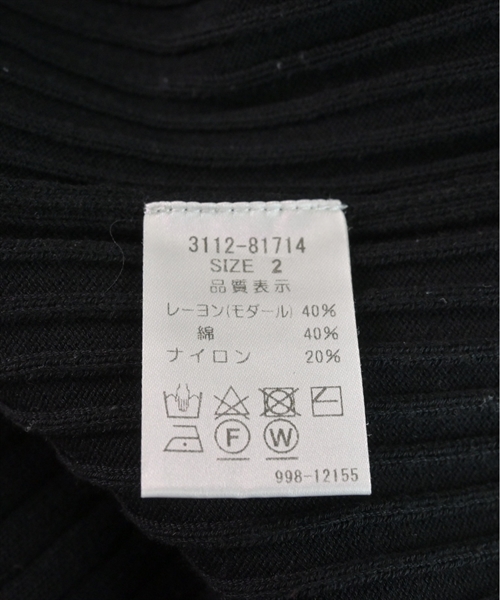 3112-81714
SIZE 2
品質表示
レーヨン(モダール) 40%
綿 40%
ナイロン 20%
F W
998-12155